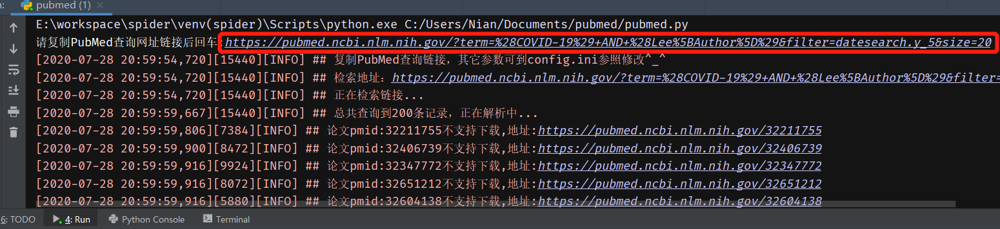 n: pubmed (1) ×
E:\workspace\spider\venv(spider)\Scripts\python.exe C:/Users/Nian/Documents/pubmed/pubmed.py
请复制PubMed查询网址链接后回车:https://pubmed.ncbi.nlm.nih.gov/?term=%28COVID-19%29+AND+%28Lee%5BAuthor%5D%29&filter=datesearch.y_5&size=20
[2020-07-28 20:59:54,720][15440][INFO] ## 复制PubMed查询链接，其它参数可到config.ini参照修改^_^
[2020-07-28 20:59:54,720][15440][INFO] ## 检索地址：https://pubmed.ncbi.nlm.nih.gov/?term=%28COVID-19%29+AND+%28Lee%5BAuthor%5D%29&filter=
[2020-07-28 20:59:54,720][15440][INFO] ## 正在检索链接...
[2020-07-28 20:59:59,667][15440][INFO] ## 总共查询到200条记录，正在解析中...
[2020-07-28 20:59:59,806][7384][INFO] ## 论文pmid:32211755不支持下载,地址:https://pubmed.ncbi.nlm.nih.gov/32211755
[2020-07-28 20:59:59,900][8472][INFO] ## 论文pmid:32406739不支持下载,地址:https://pubmed.ncbi.nlm.nih.gov/32406739
[2020-07-28 20:59:59,916][9924][INFO] ## 论文pmid:32347772不支持下载,地址:https://pubmed.ncbi.nlm.nih.gov/32347772
[2020-07-28 20:59:59,916][8072][INFO] ## 论文pmid:32651212不支持下载,地址:https://pubmed.ncbi.nlm.nih.gov/32651212
[2020-07-28 20:59:59,916][5880][INFO] ## 论文pmid:32604138不支持下载,地址:https://pubmed.ncbi.nlm.nih.gov/32604138
6: TODO 4: Run Python Console Terminal